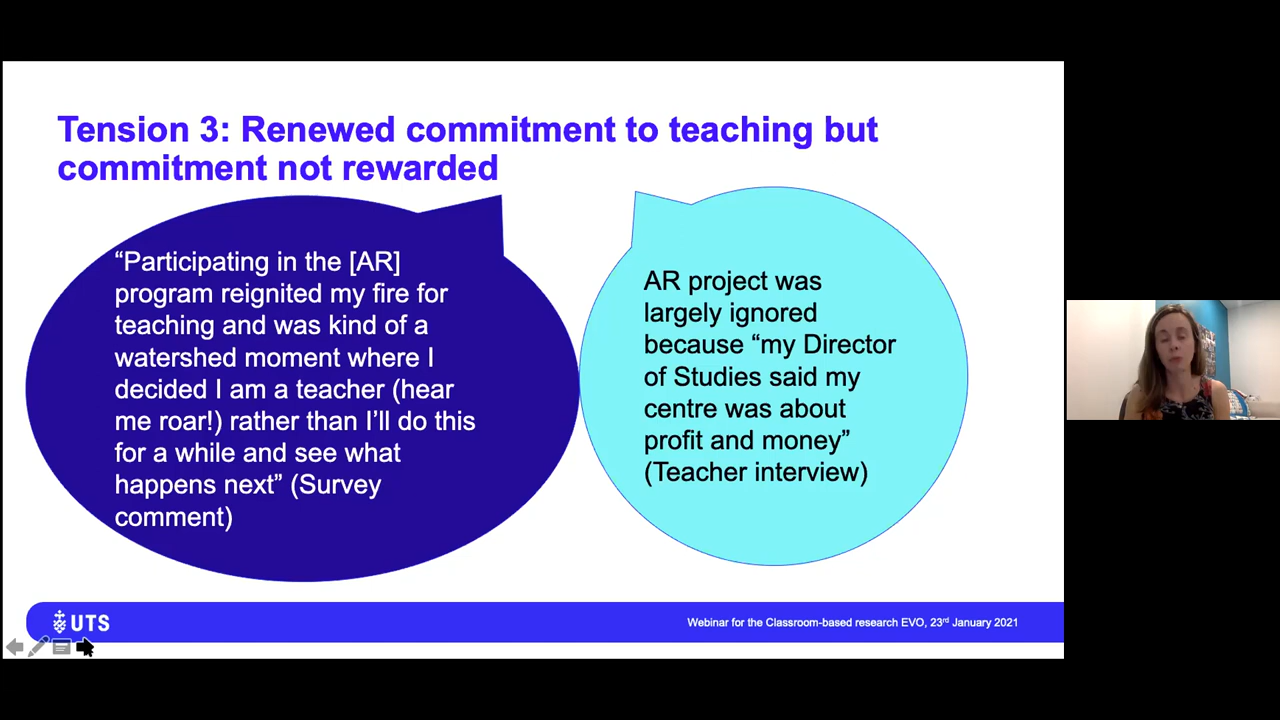 Tension 3: Renewed commitment to teaching but
commitment not rewarded
“Participating in the [AR]
program reignited my fire for
teaching and was kind of a
watershed moment where I
decided I am a teacher (hear
me roar!) rather than I’ll do this
for a while and see what
happens next” (Survey
comment)
AR project was
largely ignored
because “my Director
of Studies said my
centre was about
profit and money”
(Teacher interview)
UTS
Webinar for the Classroom-based research EVO, 23rd January 2021